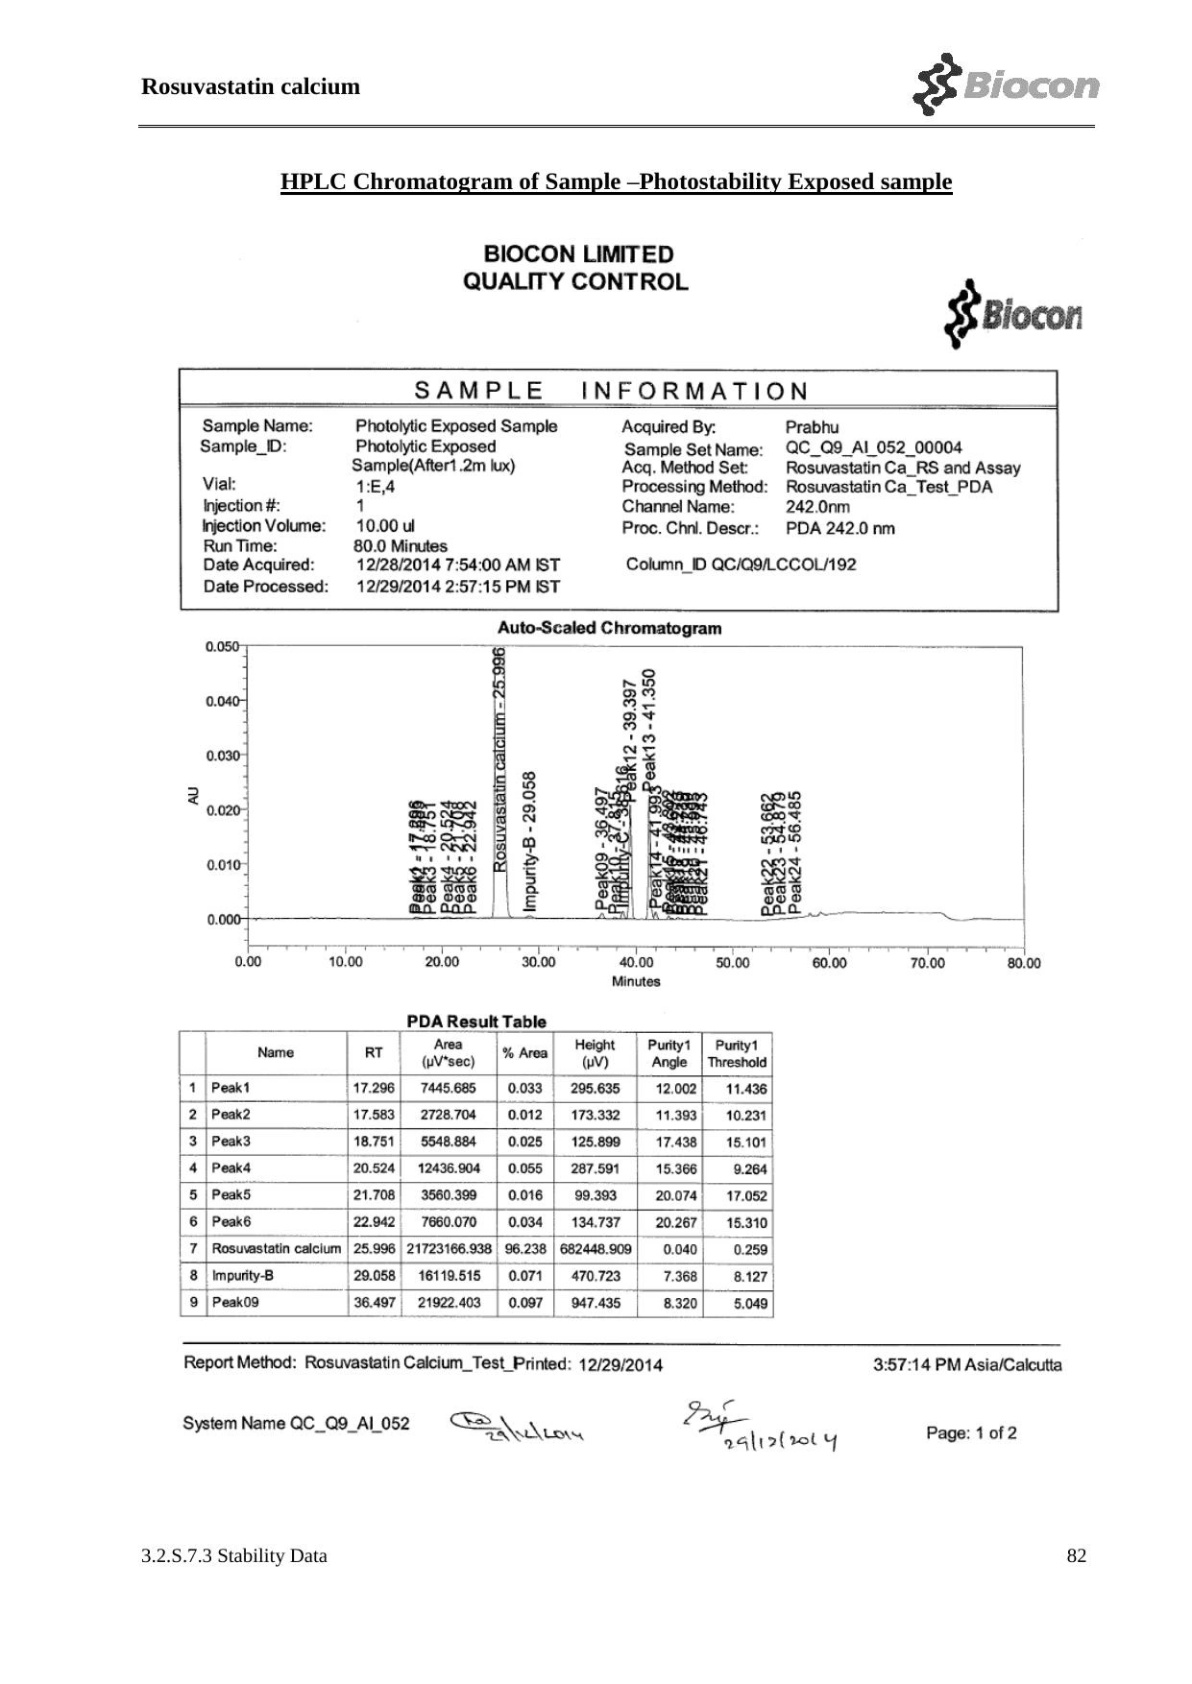 Rosuvastatin calcium
Biocon
HPLC Chromatogram of Sample –Photostability Exposed sample
BIOCON LIMITED
QUALITY CONTROL
Biocon
SAMPLE INFORMATION
Sample Name: Photolytic Exposed Sample
Sample_ID: Photolytic Exposed
Sample(After1.2m lux)
Vial: 1:E,4
Injection #: 1
Injection Volume: 10.00 ul
Run Time: 80.0 Minutes
Date Acquired: 12/28/2014 7:54:00 AM IST
Date Processed: 12/29/2014 2:57:15 PM IST
Acquired By: Prabhu
Sample Set Name: QC_Q9_AI_052_00004
Acq. Method Set: Rosuvastatin Ca_RS and Assay
Processing Method: Rosuvastatin Ca_Test_PDA
Channel Name: 242.0nm
Proc. Chnl. Descr.: PDA 242.0 nm
Column_ID QC/Q9/LCCOL/192
Auto-Scaled Chromatogram
AU
0.050
0.040
0.030
0.020
0.010
0.000
Peak3 - 18.751
Peak4 - 20.524
Peak5 - 21.708
Peak6 - 22.942
Rosuvastatin calcium - 25.996
Impurity-B - 29.058
Peak09 - 36.497
Peak10 - 37.815
Impurity-C - 38.616
Peak12 - 39.397
Peak13 - 41.350
Peak14 - 41.993
Peak21 - 46.743
Peak22 - 53.662
Peak23 - 54.879
Peak24 - 56.485
0.00 10.00 20.00 30.00 40.00 50.00 60.00 70.00 80.00
Minutes
PDA Result Table
Name RT Area (µV*sec) % Area Height (µV) Purity1 Angle Purity1 Threshold
1 Peak1 17.296 7445.685 0.033 295.635 12.002 11.436
2 Peak2 17.583 2728.704 0.012 173.332 11.393 10.231
3 Peak3 18.751 5548.884 0.025 125.899 17.438 15.101
4 Peak4 20.524 12436.904 0.055 287.591 15.366 9.264
5 Peak5 21.708 3560.399 0.016 99.393 20.074 17.052
6 Peak6 22.942 7660.070 0.034 134.737 20.267 15.310
7 Rosuvastatin calcium 25.996 21723166.938 96.238 682448.909 0.040 0.259
8 Impurity-B 29.058 16119.515 0.071 470.723 7.368 8.127
9 Peak09 36.497 21922.403 0.097 947.435 8.320 5.049
Report Method: Rosuvastatin Calcium_Test_Printed: 12/29/2014 3:57:14 PM Asia/Calcutta
System Name QC_Q9_AI_052
29/12/2014
29/12/2014
Page: 1 of 2
3.2.S.7.3 Stability Data 82